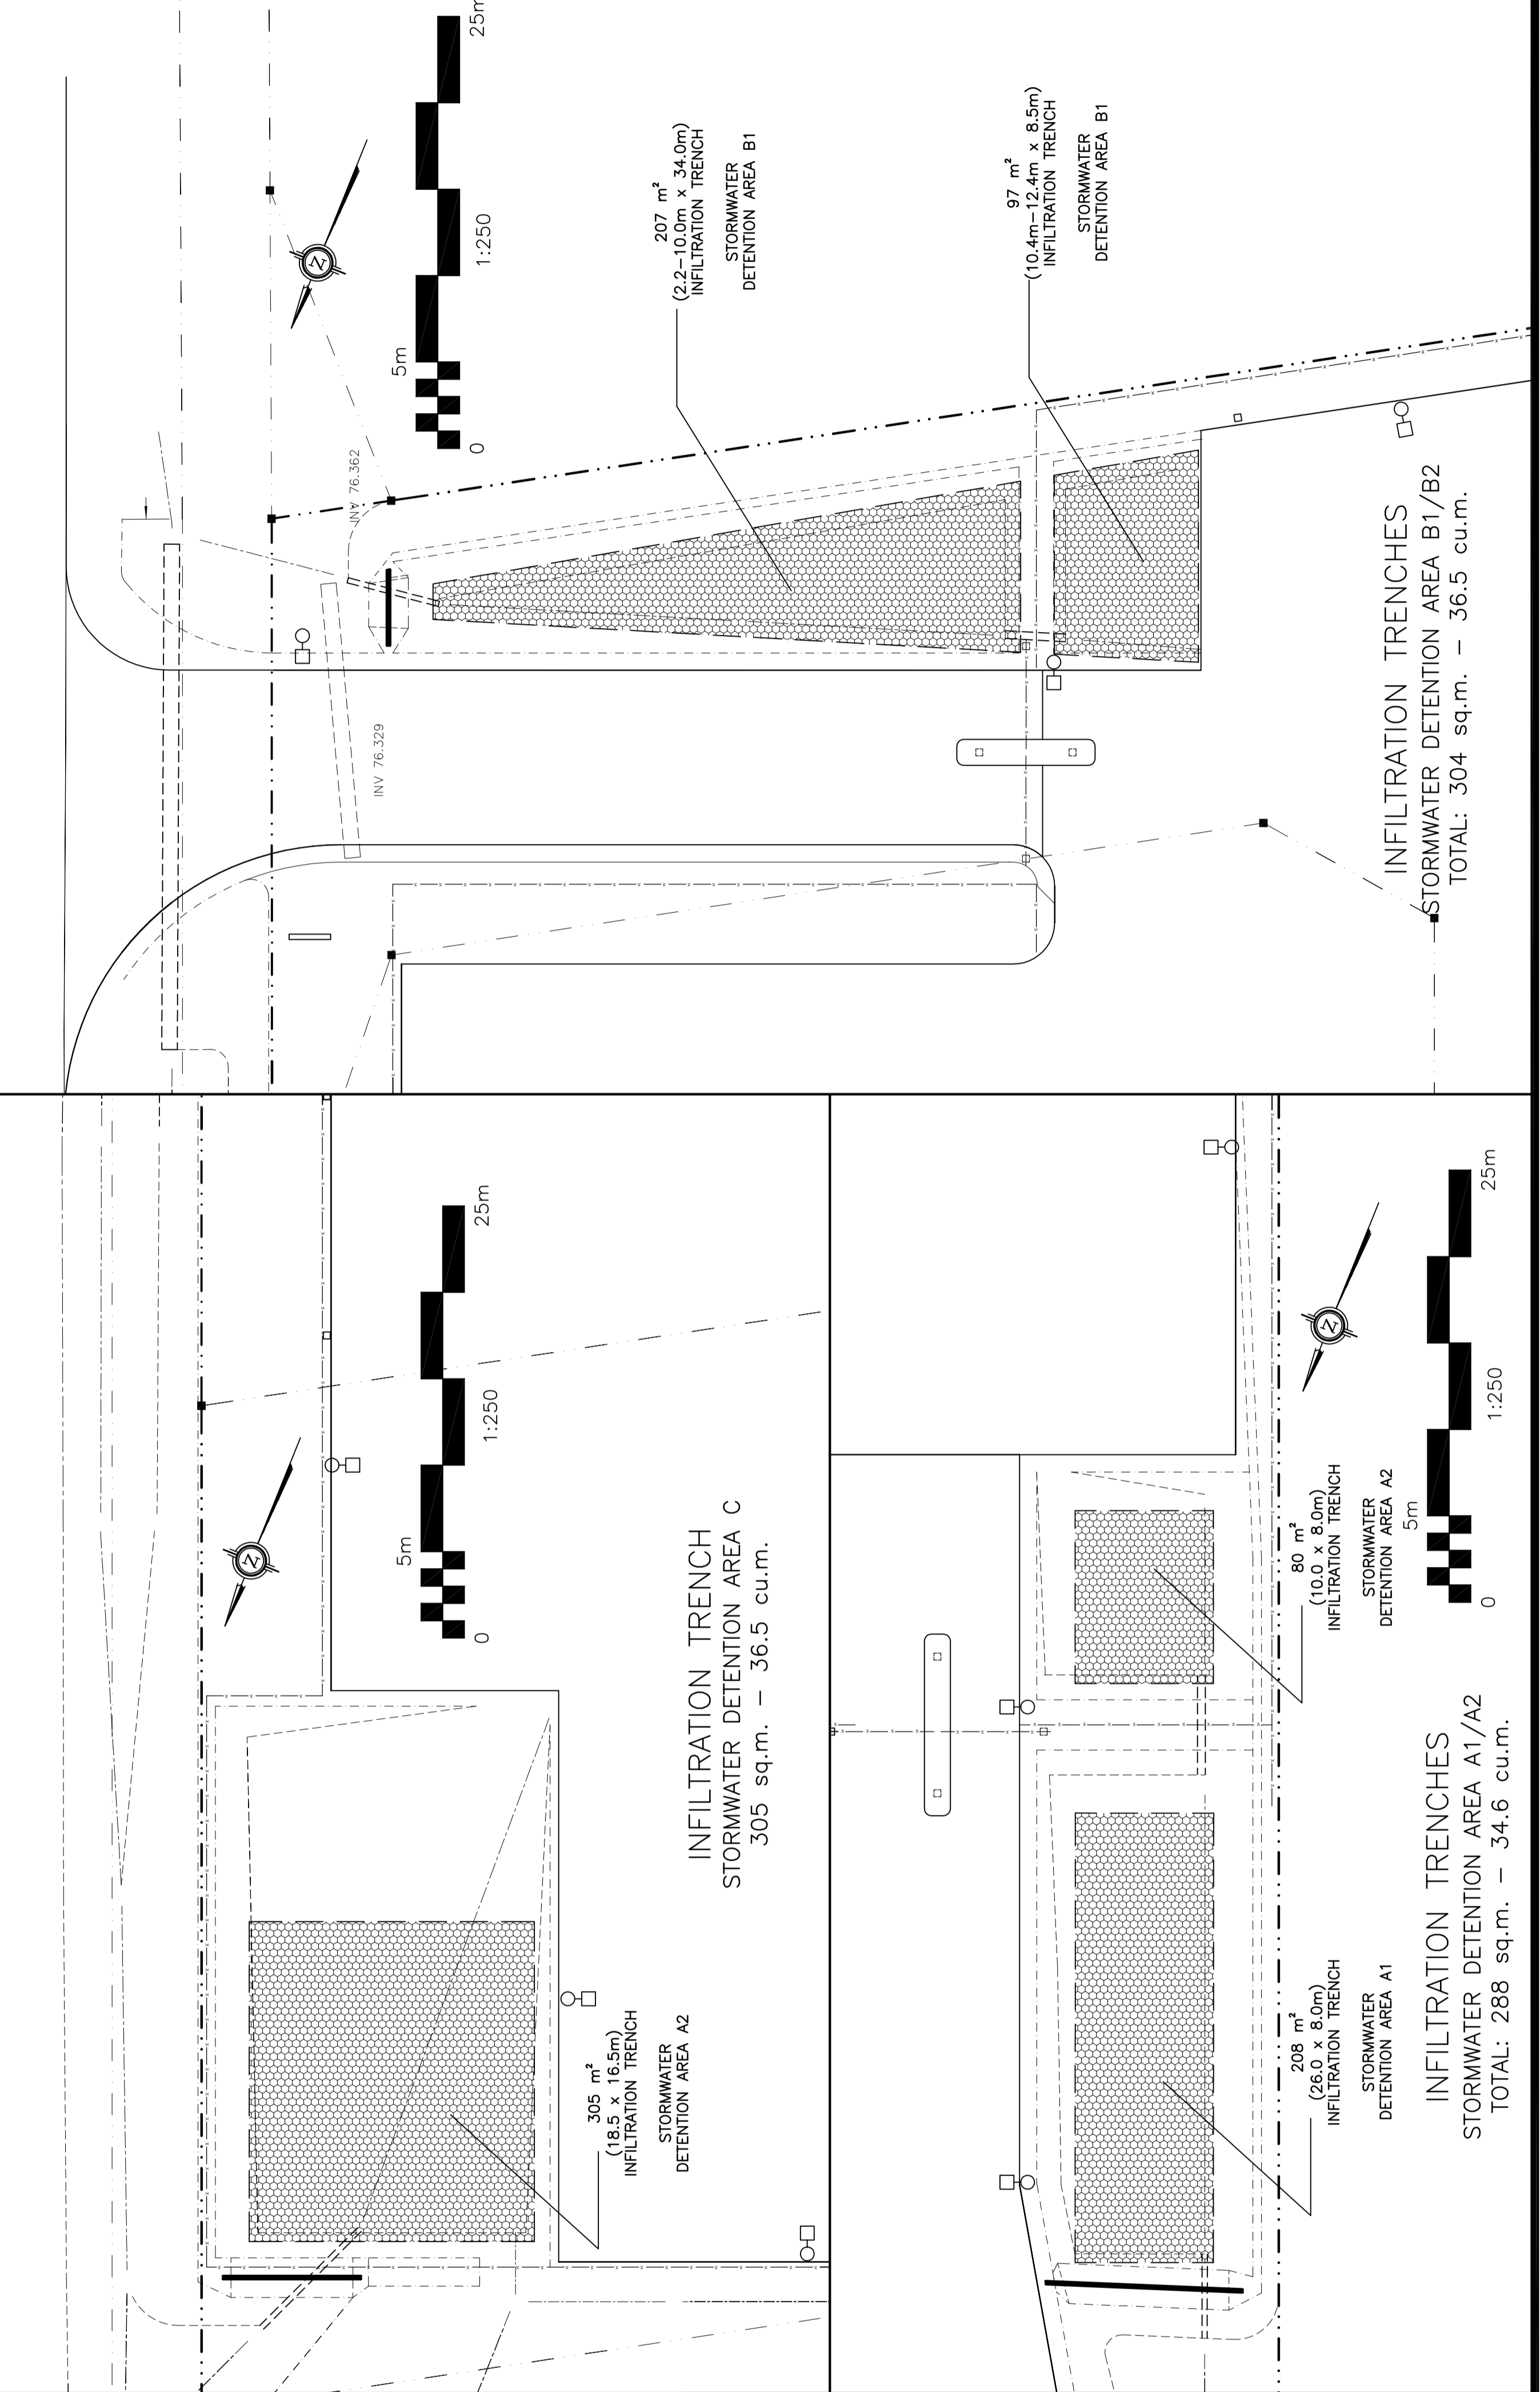 INFILTRATION TRENCH
STORMWATER DETENTION AREA C
305 sq.m. – 36.5 cu.m.
305 m²
(18.5 x 16.5m)
INFILTRATION TRENCH
STORMWATER
DETENTION AREA A2
5m
0
1:250
25m
N
INFILTRATION TRENCHES
STORMWATER DETENTION AREA A1/A2
TOTAL: 288 sq.m. – 34.6 cu.m.
208 m²
(26.0 x 8.0m)
INFILTRATION TRENCH
STORMWATER
DETENTION AREA A1
80 m²
(10.0 x 8.0m)
INFILTRATION TRENCH
STORMWATER
DETENTION AREA A2
5m
0
1:250
25m
N
INFILTRATION TRENCHES
STORMWATER DETENTION AREA B1/B2
TOTAL: 304 sq.m. – 36.5 cu.m.
207 m²
(2.2–10.0m x 34.0m)
INFILTRATION TRENCH
STORMWATER
DETENTION AREA B1
97 m²
(10.4m–12.4m x 8.5m)
INFILTRATION TRENCH
STORMWATER
DETENTION AREA B1
INV 76.329
INV 76.362
5m
0
1:250
25m
N